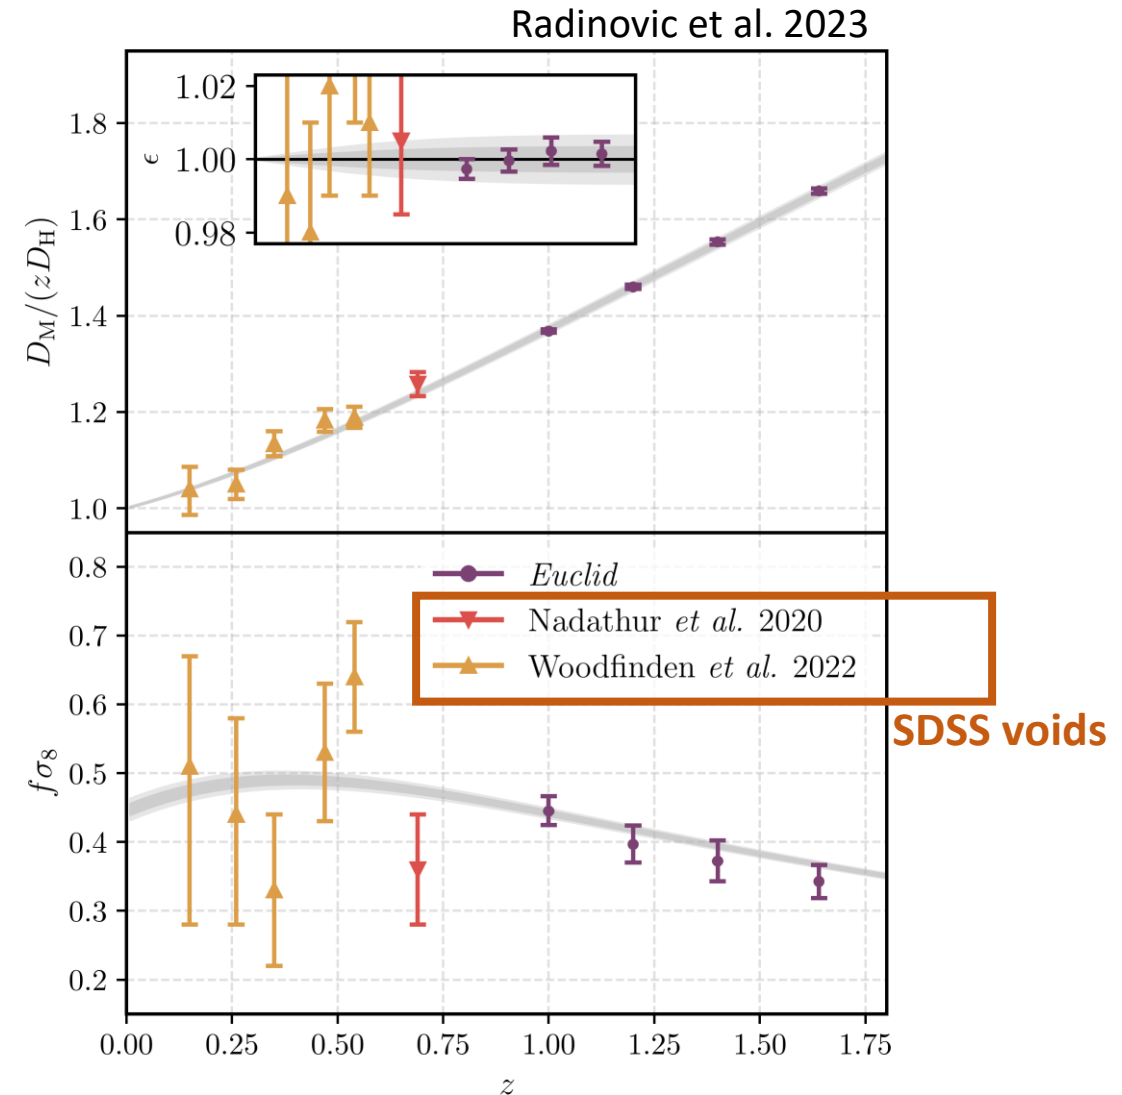 Radinovic et al. 2023
1.02
1.00
0.98
ϵ
1.8
1.6
1.4
1.2
1.0
D_M/(zD_H)
Euclid
Nadathur et al. 2020
Woodfinden et al. 2022
SDSS voids
0.8
0.7
0.6
0.5
0.4
0.3
0.2
fσ_8
0.00 0.25 0.50 0.75 1.00 1.25 1.50 1.75
z